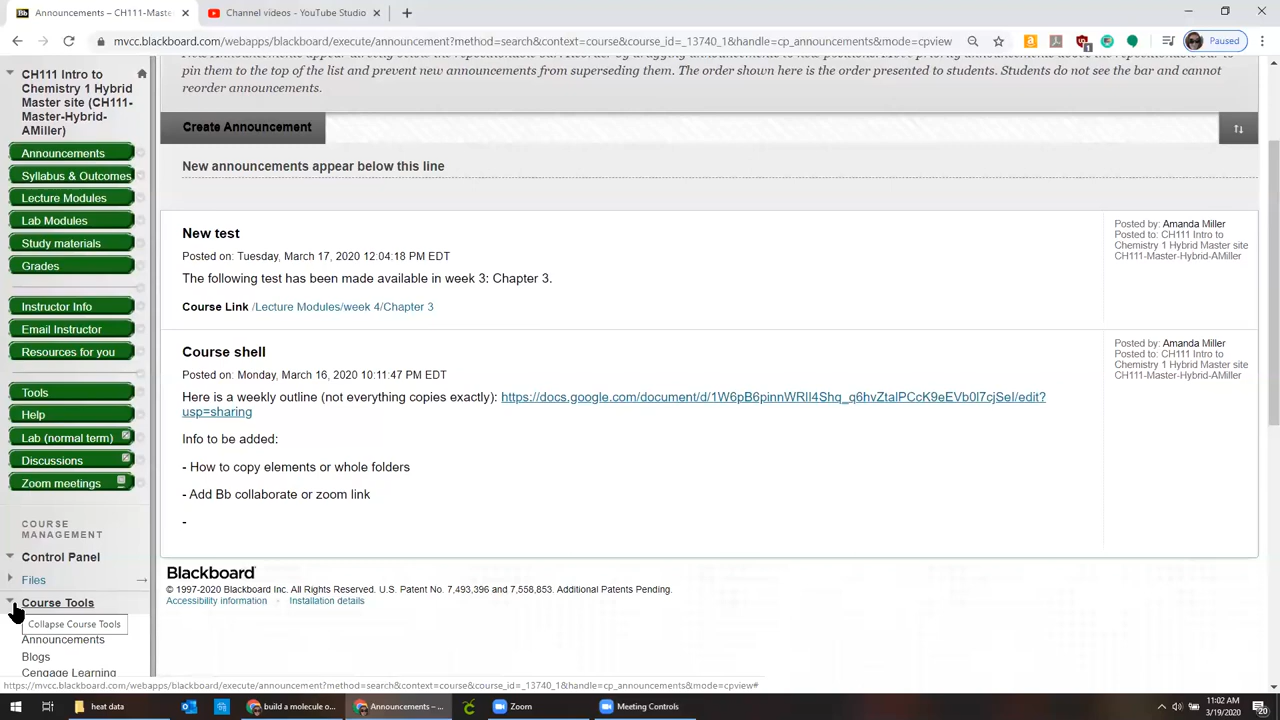 Announcements – CH111-Maste
Channel videos - YouTube Studio
mvcc.blackboard.com/webapps/blackboard/execute/announcement?method=search&context=course&course_id=_13740_1&handle=cp_announcements&mode=cpview
Paused
CH111 Intro to
Chemistry 1 Hybrid
Master site (CH111-
Master-Hybrid-
AMiller)
Announcements
Syllabus & Outcomes
Lecture Modules
Lab Modules
Study materials
Grades
Instructor Info
Email Instructor
Resources for you
Tools
Help
Lab (normal term)
Discussions
Zoom meetings
COURSE
MANAGEMENT
Control Panel
Files
Course Tools
Collapse Course Tools
Announcements
Blogs
Cengage Learning
pin them to the top of the list and prevent new announcements from superseding them. The order shown here is the order presented to students. Students do not see the bar and cannot
reorder announcements.
Create Announcement
New announcements appear below this line
New test
Posted on: Tuesday, March 17, 2020 12:04:18 PM EDT
The following test has been made available in week 3: Chapter 3.
Course Link /Lecture Modules/week 4/Chapter 3
Posted by: Amanda Miller
Posted to: CH111 Intro to
Chemistry 1 Hybrid Master site
CH111-Master-Hybrid-AMiller
Course shell
Posted on: Monday, March 16, 2020 10:11:47 PM EDT
Here is a weekly outline (not everything copies exactly): https://docs.google.com/document/d/1W6pB6pinnWRlI4Shq_q6hvZtalPCcK9eEVb0l7cjSeI/edit?
usp=sharing
Info to be added:
- How to copy elements or whole folders
- Add Bb collaborate or zoom link
-
Posted by: Amanda Miller
Posted to: CH111 Intro to
Chemistry 1 Hybrid Master site
CH111-Master-Hybrid-AMiller
Blackboard
© 1997-2020 Blackboard Inc. All Rights Reserved. U.S. Patent No. 7,493,396 and 7,558,853. Additional Patents Pending.
Accessibility information · Installation details
https://mvcc.blackboard.com/webapps/blackboard/execute/announcement?method=search&context=course&course_id=_13740_1&handle=cp_announcements&mode=cpview#
heat data
build a molecule o...
Announcements – ...
Zoom
Meeting Controls
11:02 AM
3/19/2020
20